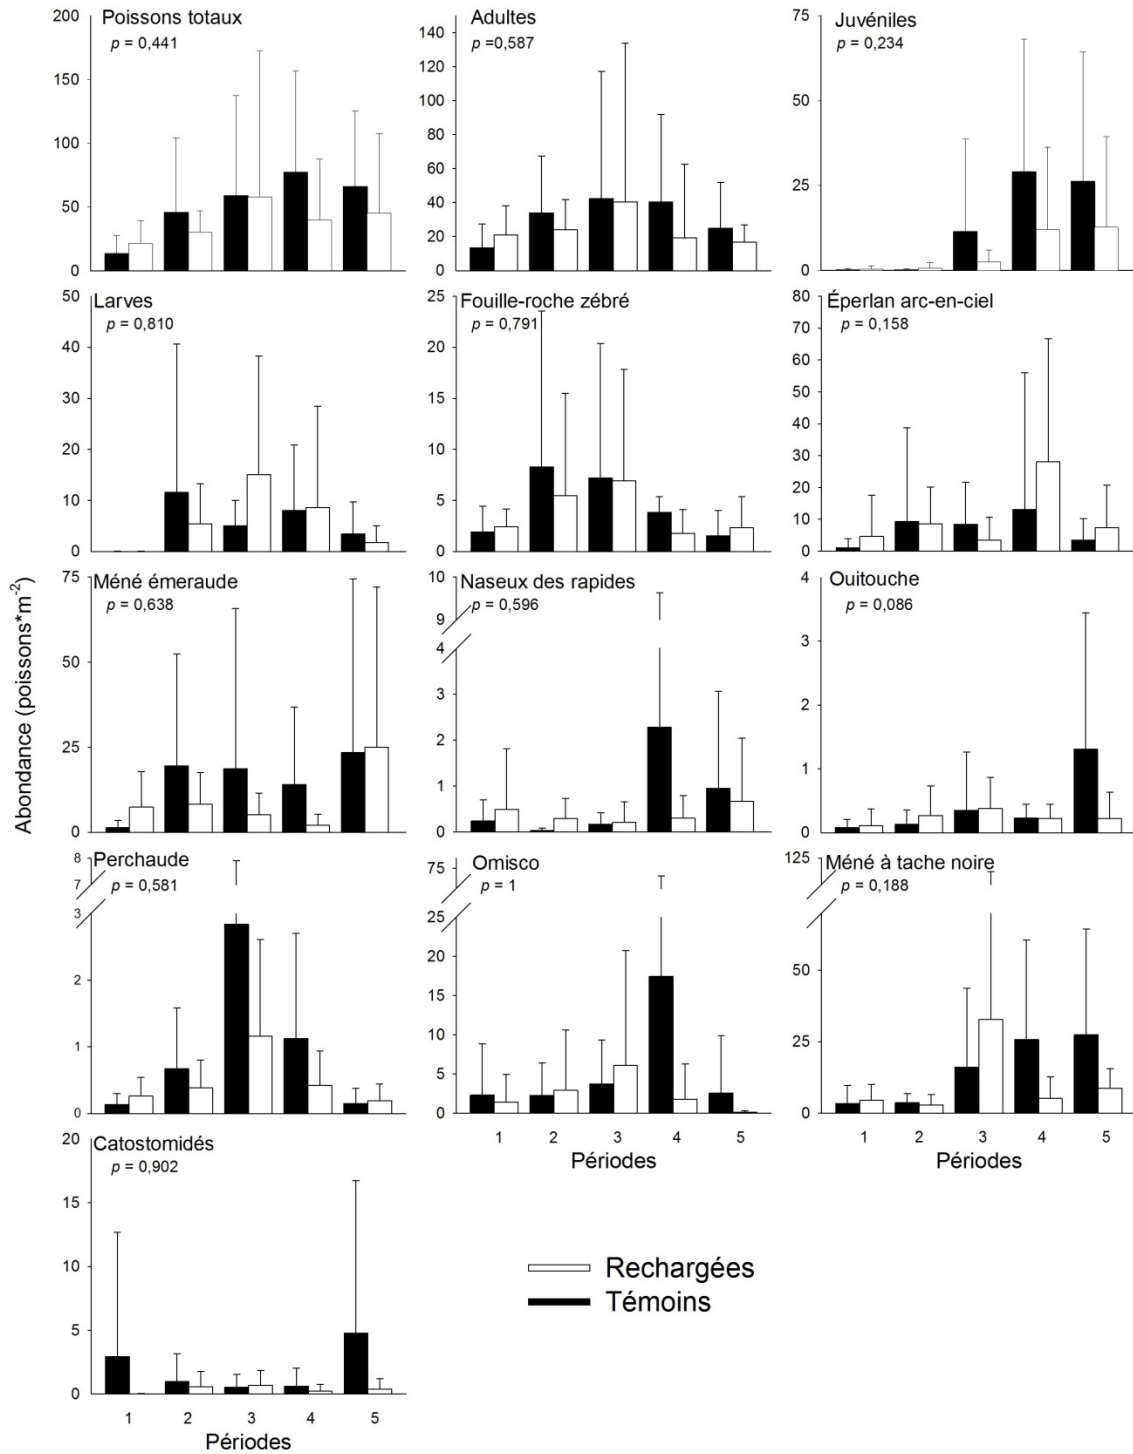 Poissons totaux
p = 0,441
200
150
100
50
0
Adultes
p =0,587
140
120
100
80
60
40
20
0
Juvéniles
p = 0,234
75
50
25
0
Larves
p = 0,810
50
40
30
20
10
0
Fouille-roche zébré
p = 0,791
25
20
15
10
5
0
Éperlan arc-en-ciel
p = 0,158
80
70
60
50
40
30
20
10
0
Abondance (poissons*m-2)
Méné émeraude
p = 0,638
75
50
25
0
Naseux des rapides
p = 0,596
10
9
4
3
2
1
0
Ouitouche
p = 0,086
4
3
2
1
0
Perchaude
p = 0,581
8
7
3
2
1
0
Omisco
p = 1
75
25
20
15
10
5
0
1 2 3 4 5
Périodes
Méné à tache noire
p = 0,188
125
50
25
0
1 2 3 4 5
Périodes
Catostomidés
p = 0,902
20
15
10
5
0
1 2 3 4 5
Périodes
Rechargées
Témoins